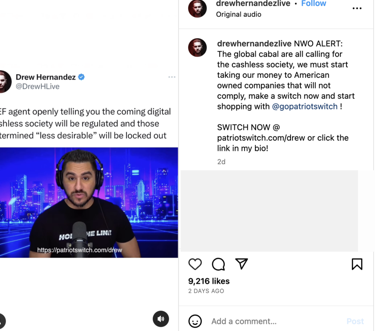 drewhernandezlive • Follow
Original audio
...
Drew Hernandez
@DrewHLive
...
EF agent openly telling you the coming digital
shless society will be regulated and those
termined "less desirable" will be locked out
HO THE LINE
https://patriotswitch.com/drew
drewhernandezlive NWO ALERT:
The global cabal are all calling for
the cashless society, we must start
taking our money to American
owned companies that will not
comply, make a switch now and start
shopping with @gopatriotswitch !
SWITCH NOW @
patriotswitch.com/drew or click the
link in my bio!
2d
9,216 likes
2 DAYS AGO
Add a comment...
Post